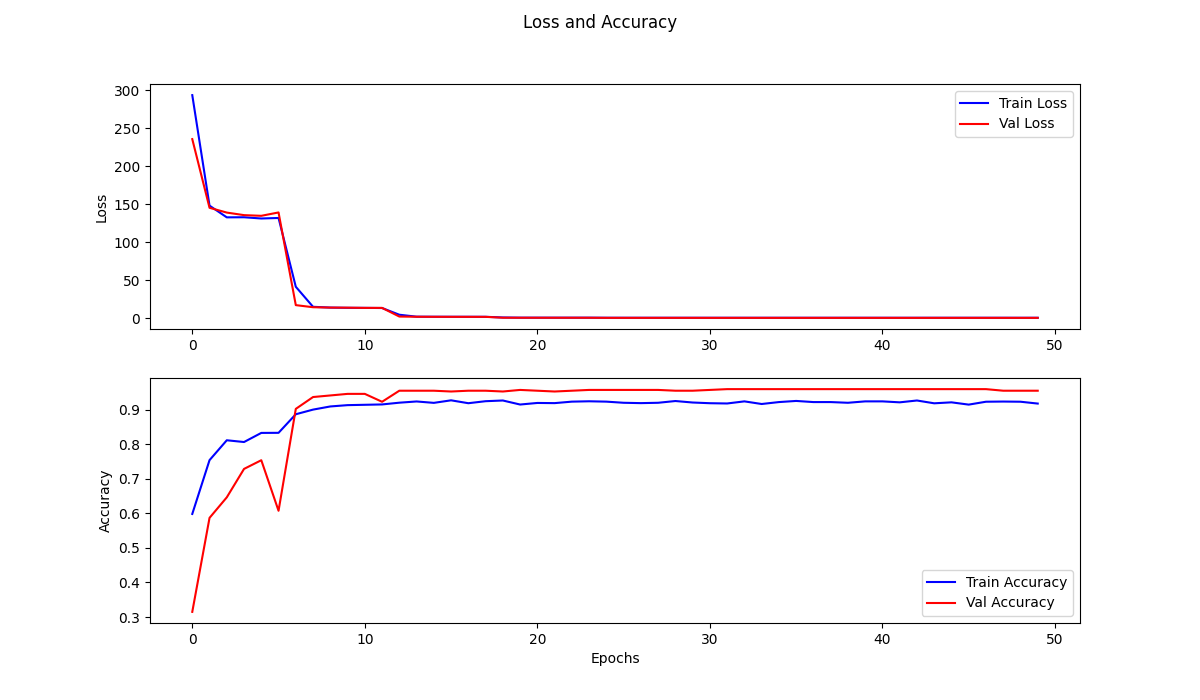 Loss and Accuracy
300
250
200
150
100
50
0
Loss
Train Loss
Val Loss
0 10 20 30 40 50
0.9
0.8
0.7
0.6
0.5
0.4
0.3
Accuracy
Train Accuracy
Val Accuracy
0 10 20 30 40 50
Epochs